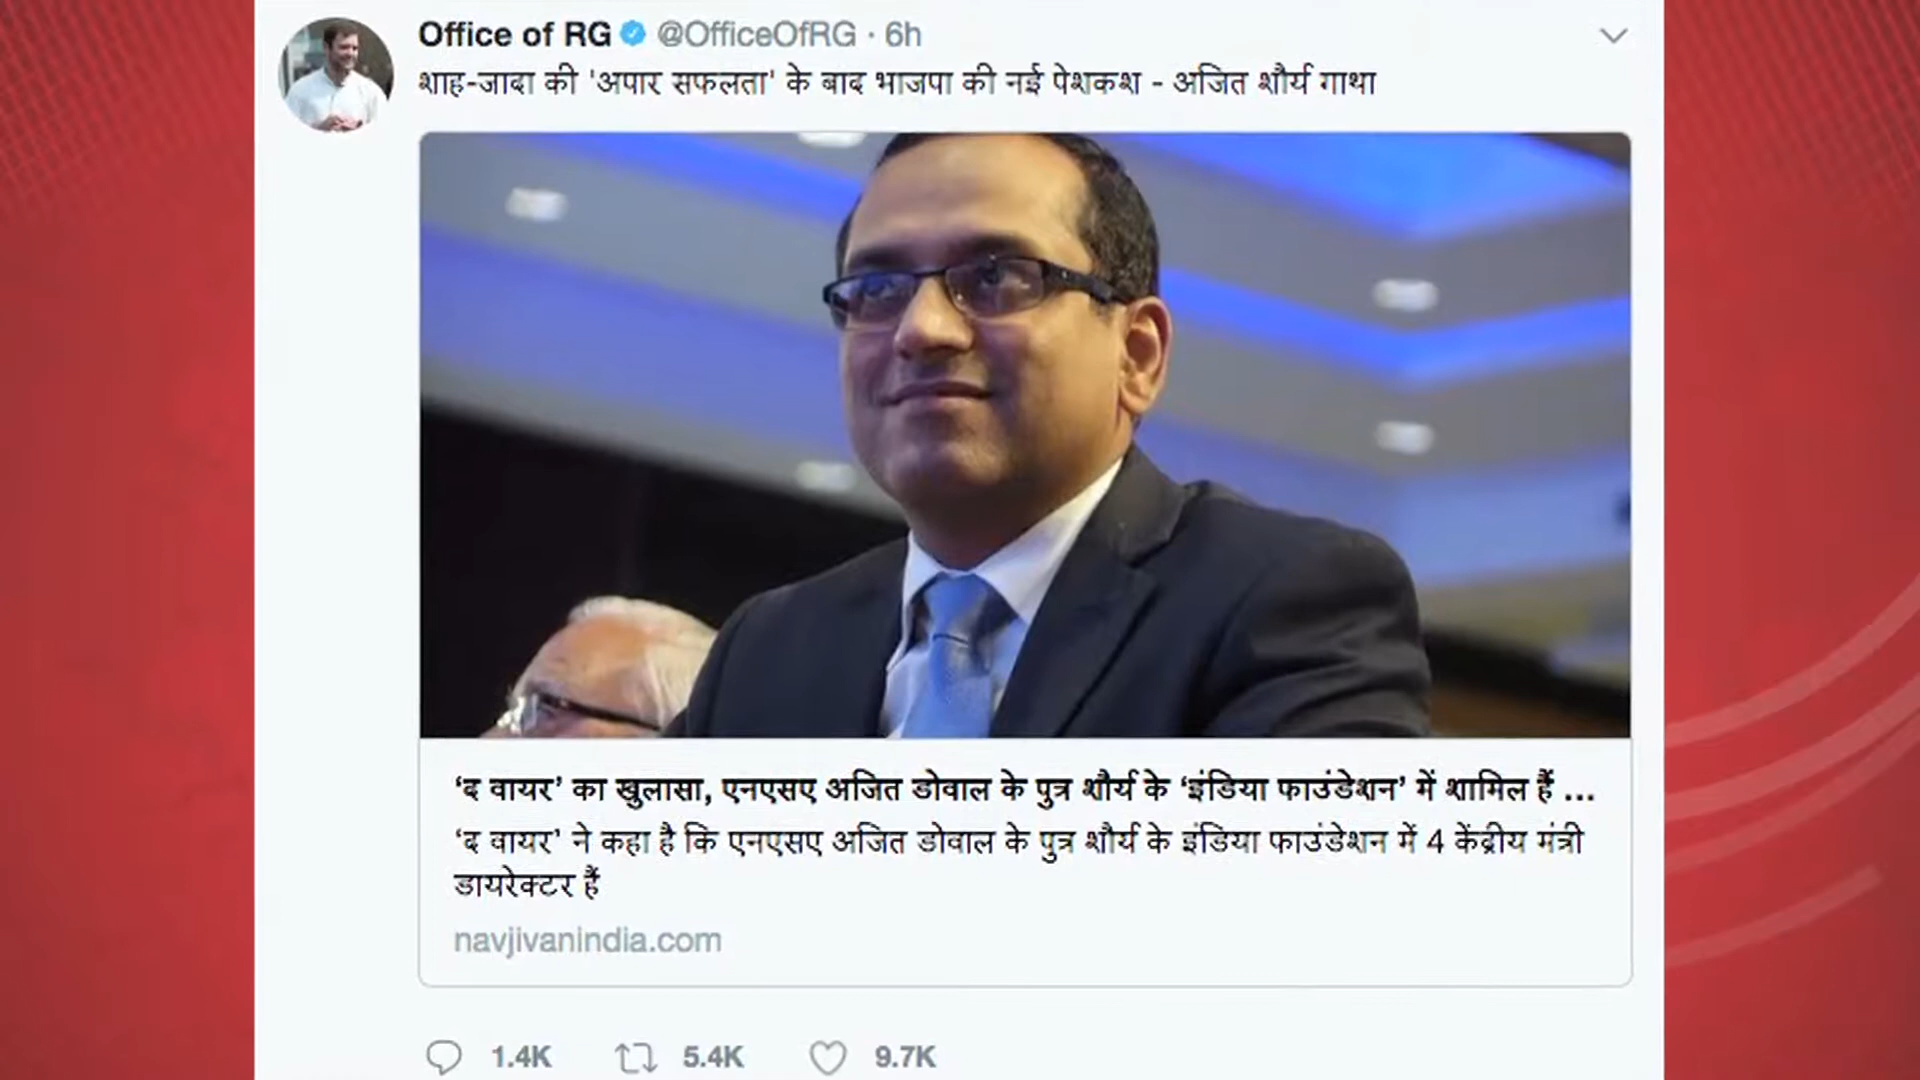 Office of RG @OfficeOfRG · 6h
शाह-जादा की 'अपार सफलता' के बाद भाजपा की नई पेशकश - अजित शौर्य गाथा
‘द वायर’ का खुलासा, एनएसए अजित डोवाल के पुत्र शौर्य के ‘इंडिया फाउंडेशन’ में शामिल हैं ...
‘द वायर’ ने कहा है कि एनएसए अजित डोवाल के पुत्र शौर्य के इंडिया फाउंडेशन में 4 केंद्रीय मंत्री
डायरेक्टर हैं
navjivanindia.com
1.4K 5.4K 9.7K